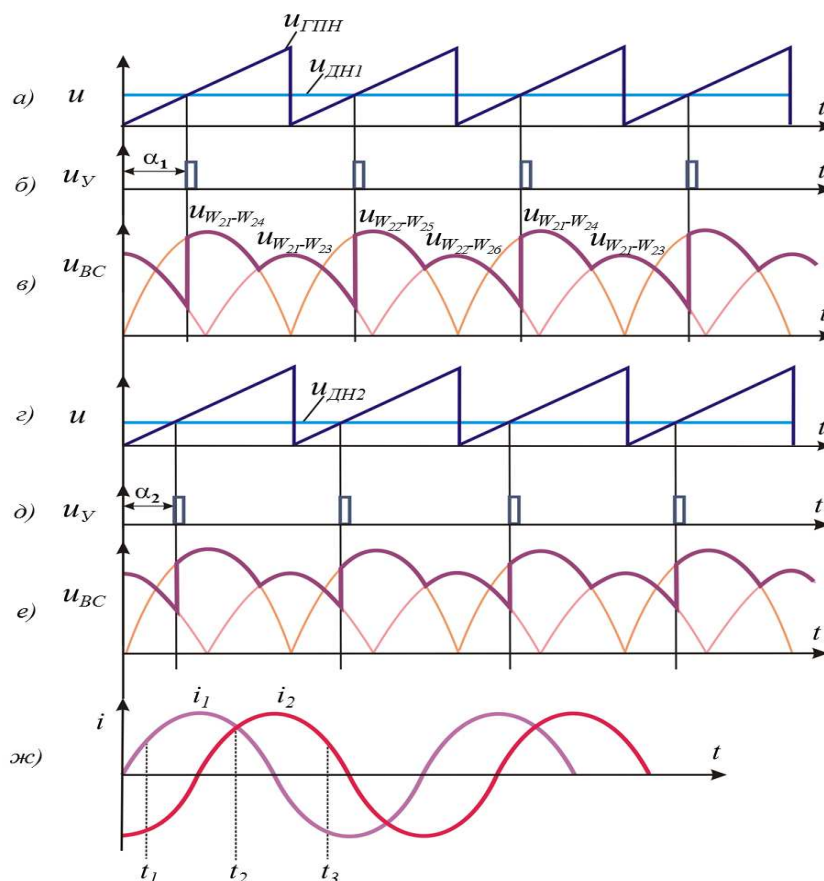 u_ГПН
u_ДН1
а) u t
α₁
б) u_У t
u_W21-W24 u_W22-W25 u_W21-W24
u_W21-W23 u_W22-W26 u_W21-W23
в) u_ВС t
u_ДН2
г) u t
α₂
д) u_У t
е) u_ВС t
i₁ i₂
i t
ж)
t₁ t₂ t₃